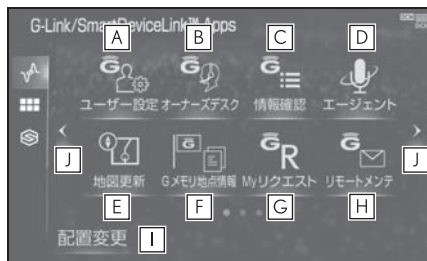 G-Link/SmartDeviceLink™ Apps
A B C D
ユーザー設定 オーナーズデスク 情報確認 エージェント
J J
地図更新 Gメモリ地点情報 Myリクエスト リモートメンテ
E F G H
配置変更 I